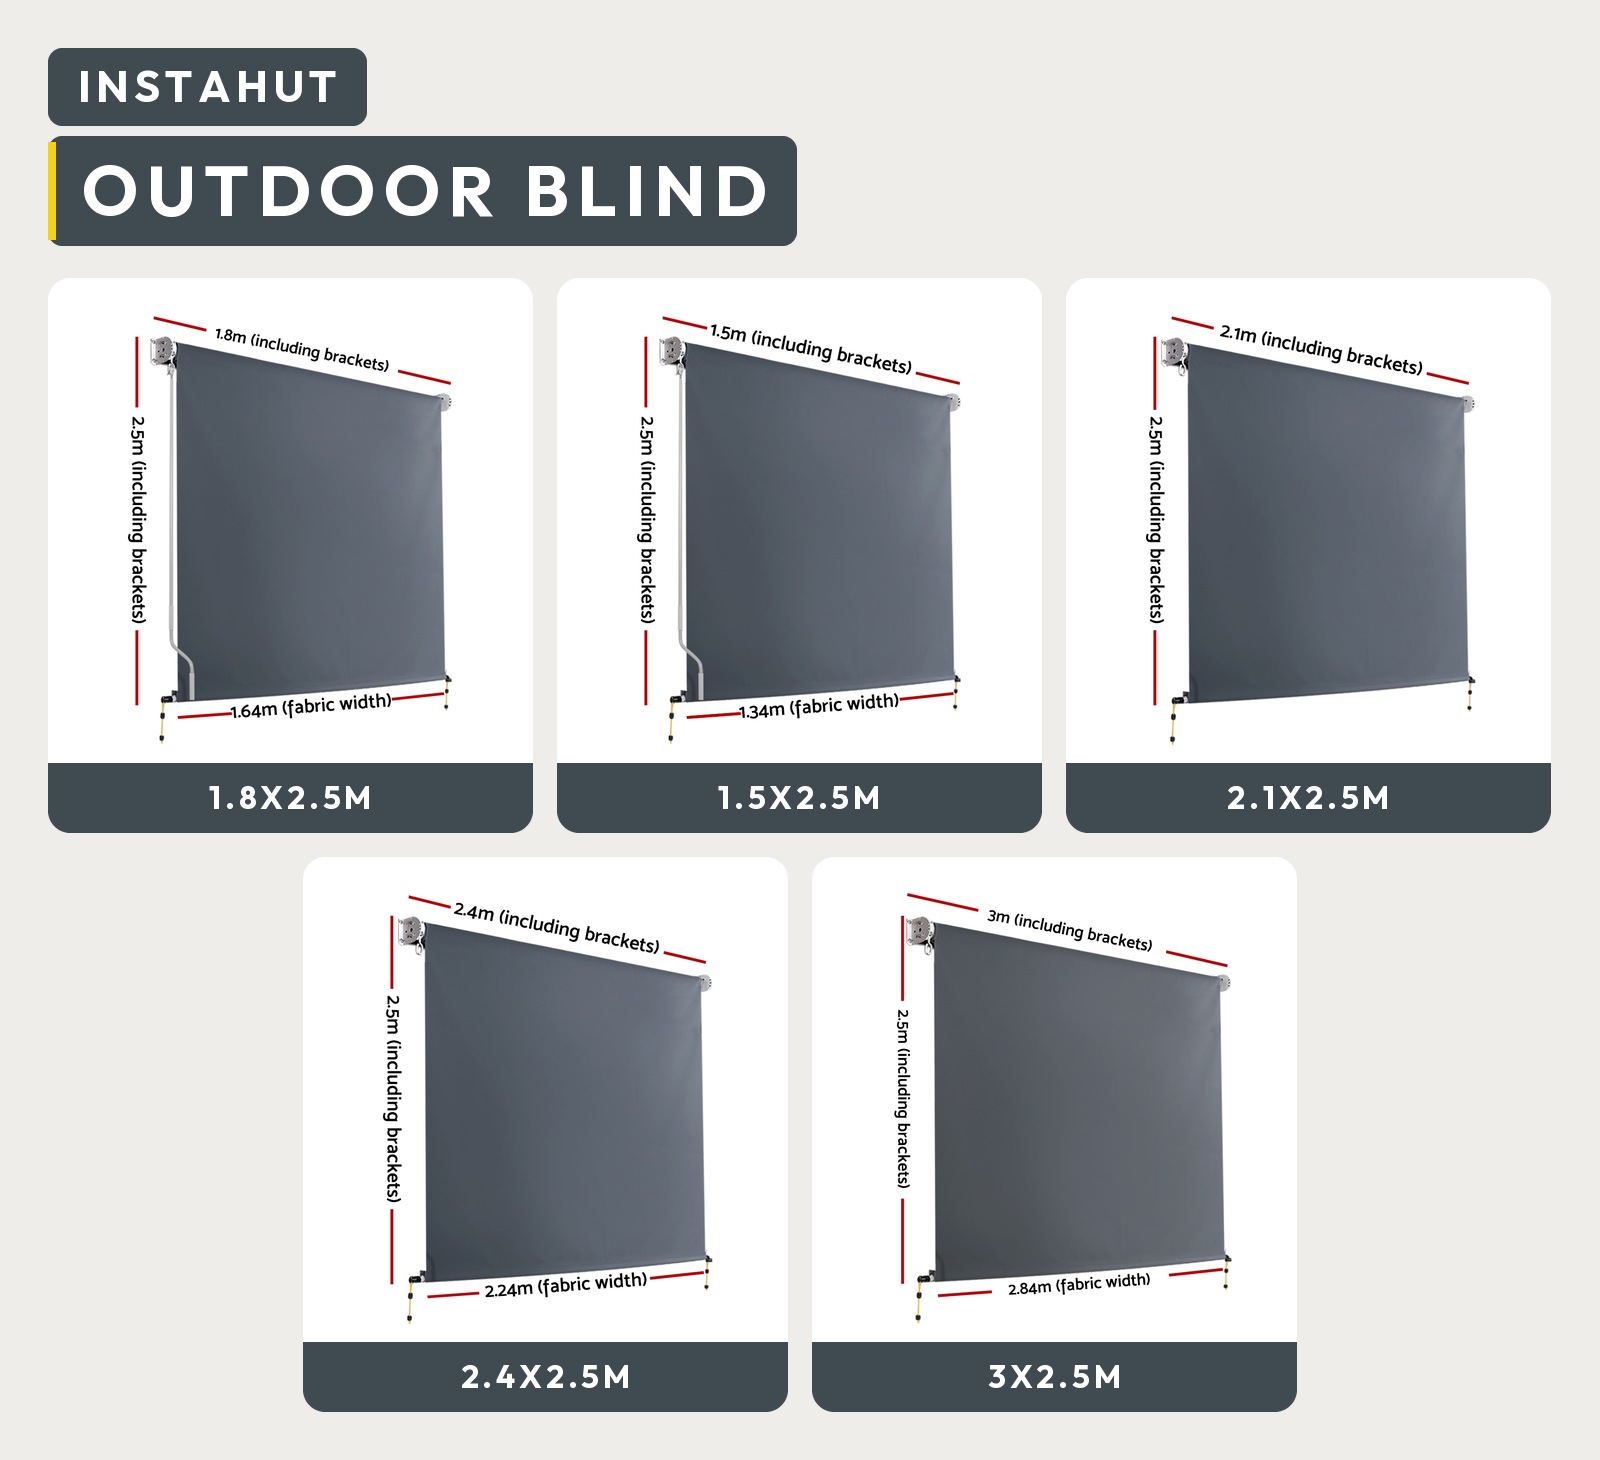 INSTAHUT
OUTDOOR BLIND
1.8m (including brackets)
2.5m (including brackets)
1.64m (fabric width)
1.8X2.5M
1.5m (including brackets)
2.5m (including brackets)
1.34m (fabric width)
1.5X2.5M
2.1m (including brackets)
2.5m (including brackets)
2.1X2.5M
2.4m (including brackets)
2.5m (including brackets)
2.24m (fabric width)
2.4X2.5M
3m (including brackets)
2.5m (including brackets)
2.84m (fabric width)
3X2.5M